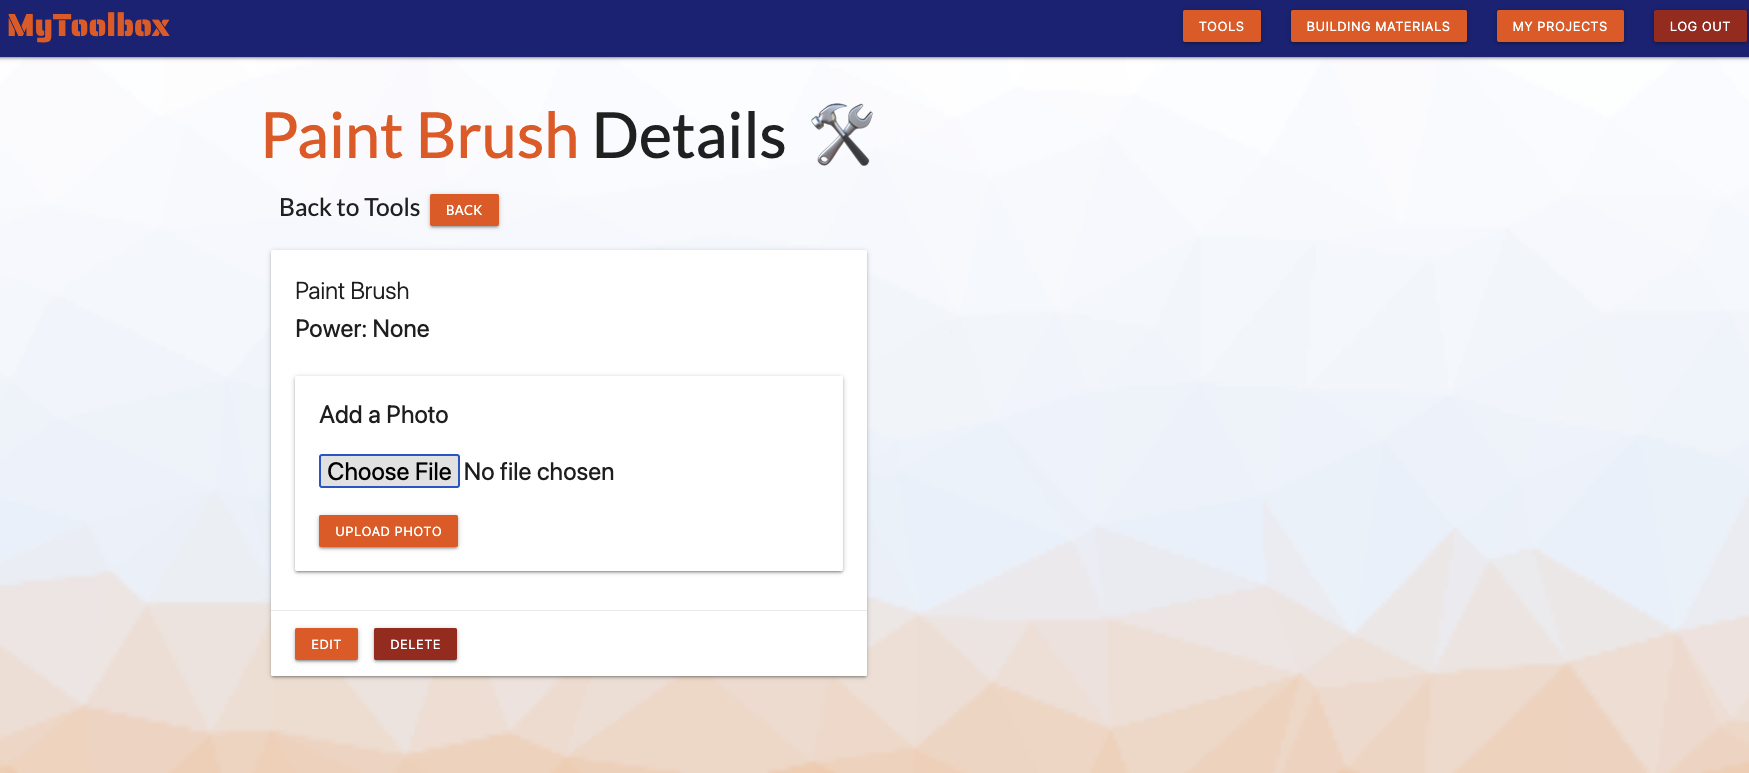 MyToolbox TOOLS BUILDING MATERIALS MY PROJECTS LOG OUT
Paint Brush Details
Back to Tools BACK
Paint Brush
Power: None
Add a Photo
Choose File No file chosen
UPLOAD PHOTO
EDIT DELETE